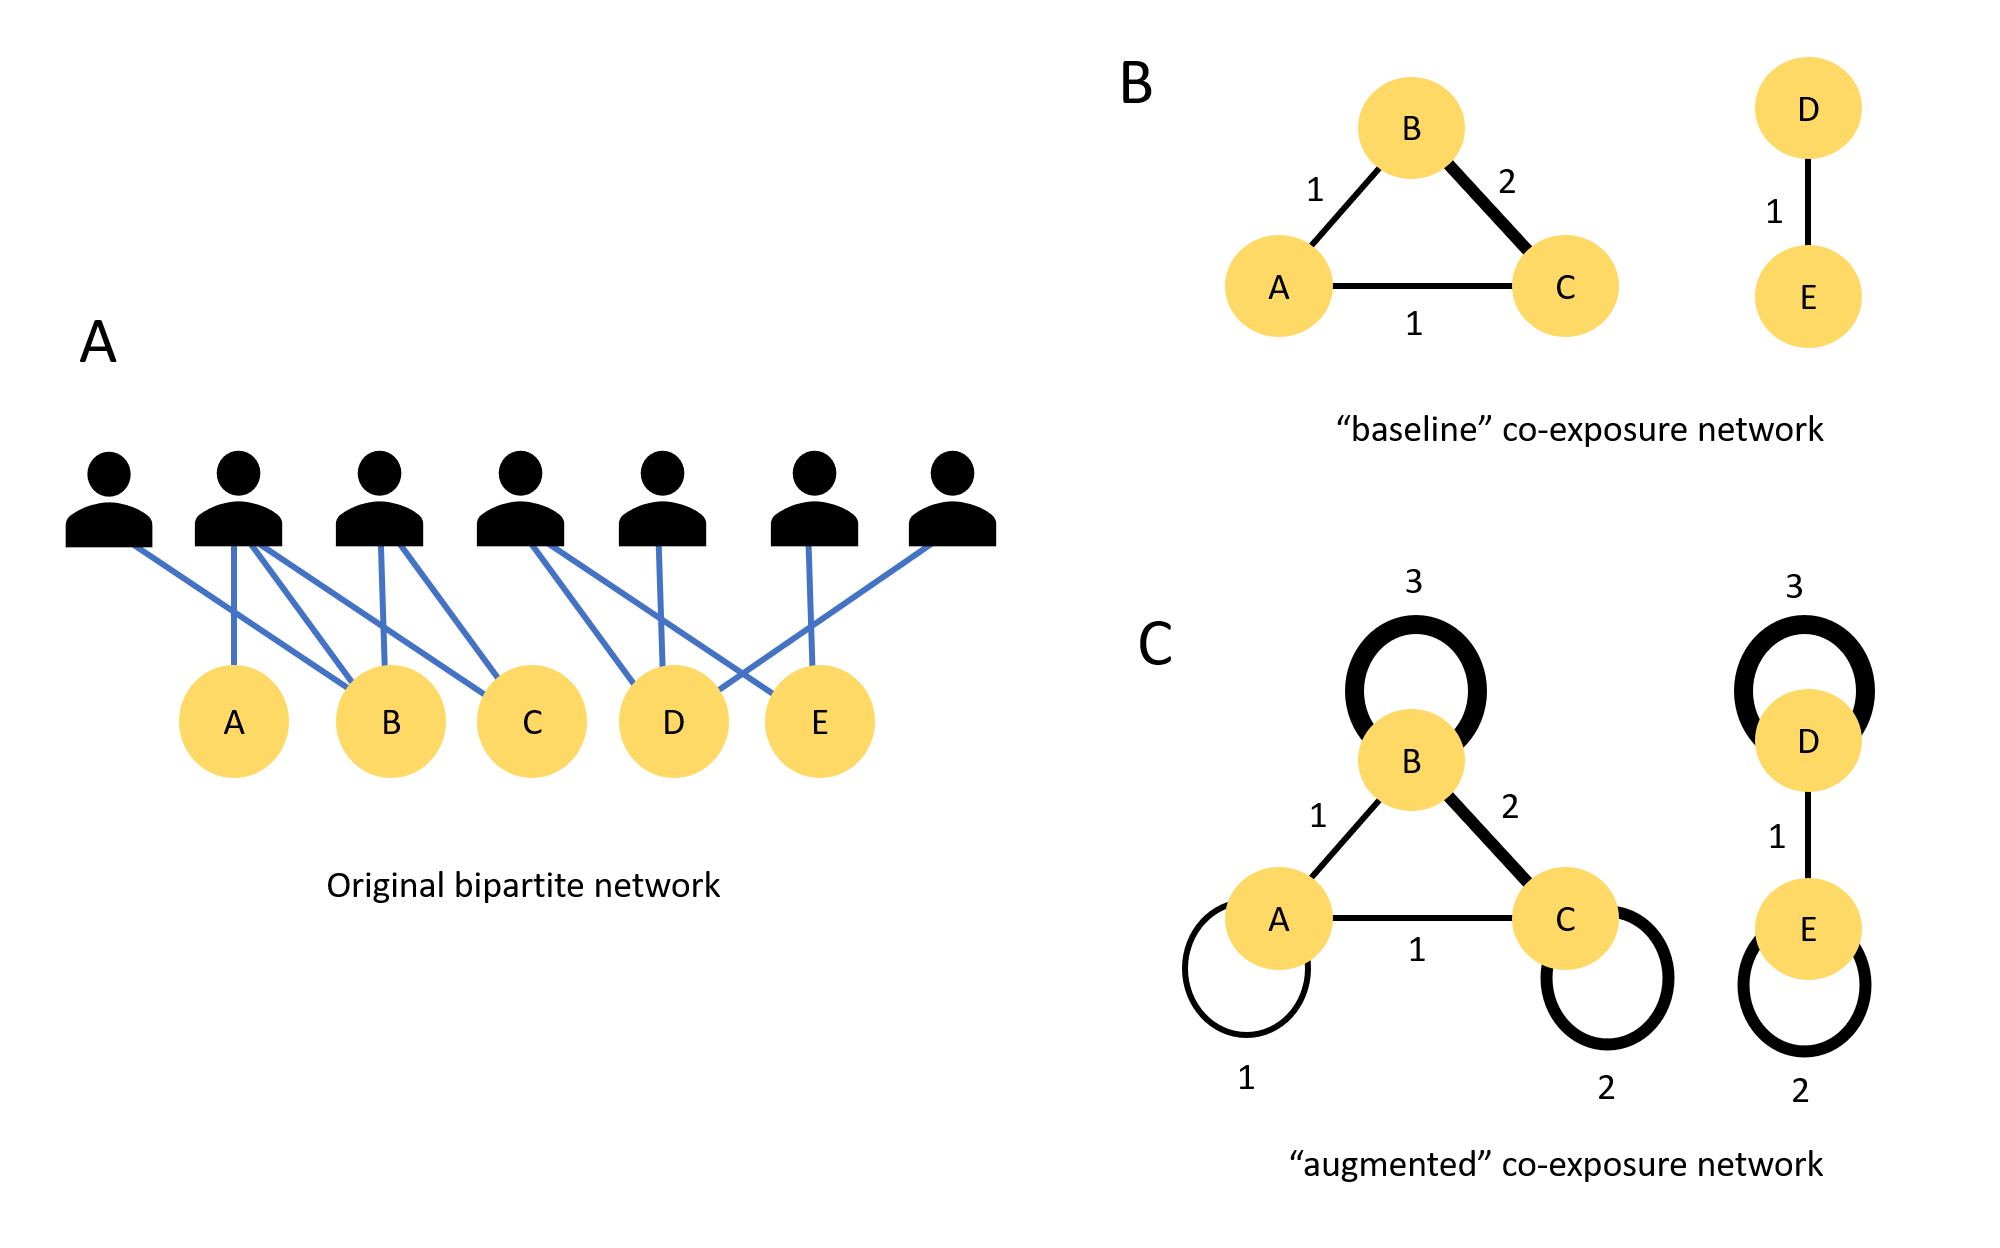 A
A
B
C
D
E
Original bipartite network
B
B
1
2
A
C
1
D
1
E
“baseline” co-exposure network
C
3
B
1
2
A
C
1
1
2
3
D
1
E
2
“augmented” co-exposure network